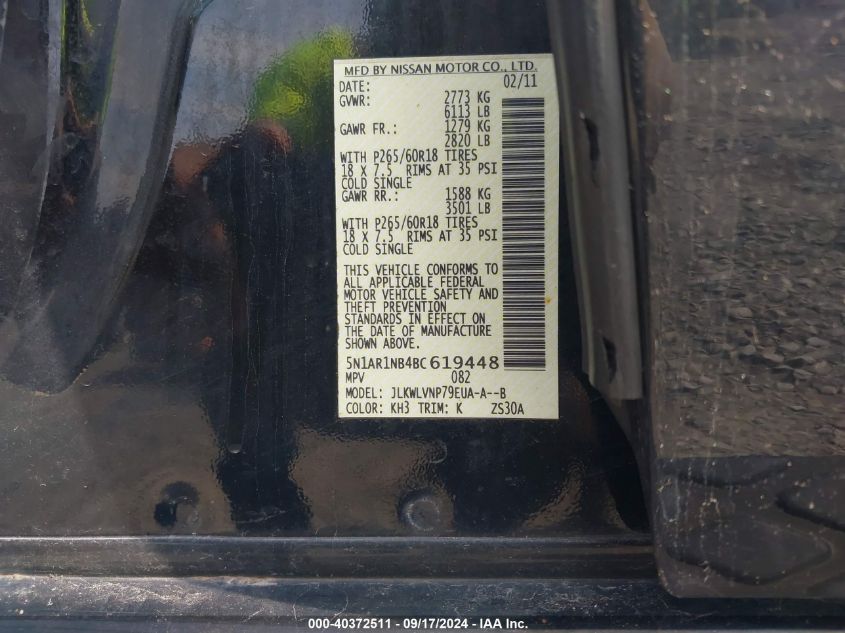 MFD BY NISSAN MOTOR CO., LTD.
DATE: 02/11
GVWR: 2773 KG
6113 LB
GAWR FR.: 1279 KG
2820 LB
WITH P265/60R18 TIRES
18 X 7.5 RIMS AT 35 PSI
COLD SINGLE
GAWR RR.: 1588 KG
3501 LB
WITH P265/60R18 TIRES
18 X 7.5 RIMS AT 35 PSI
COLD SINGLE
THIS VEHICLE CONFORMS TO
ALL APPLICABLE FEDERAL
MOTOR VEHICLE SAFETY AND
THEFT PREVENTION
STANDARDS IN EFFECT ON
THE DATE OF MANUFACTURE
SHOWN ABOVE.
5N1AR1NB4BC619448
MPV 082
MODEL: JLKWLVNP79EUA-A--B
COLOR: KH3 TRIM: K ZS30A
000-40372511 - 09/17/2024 - IAA Inc.